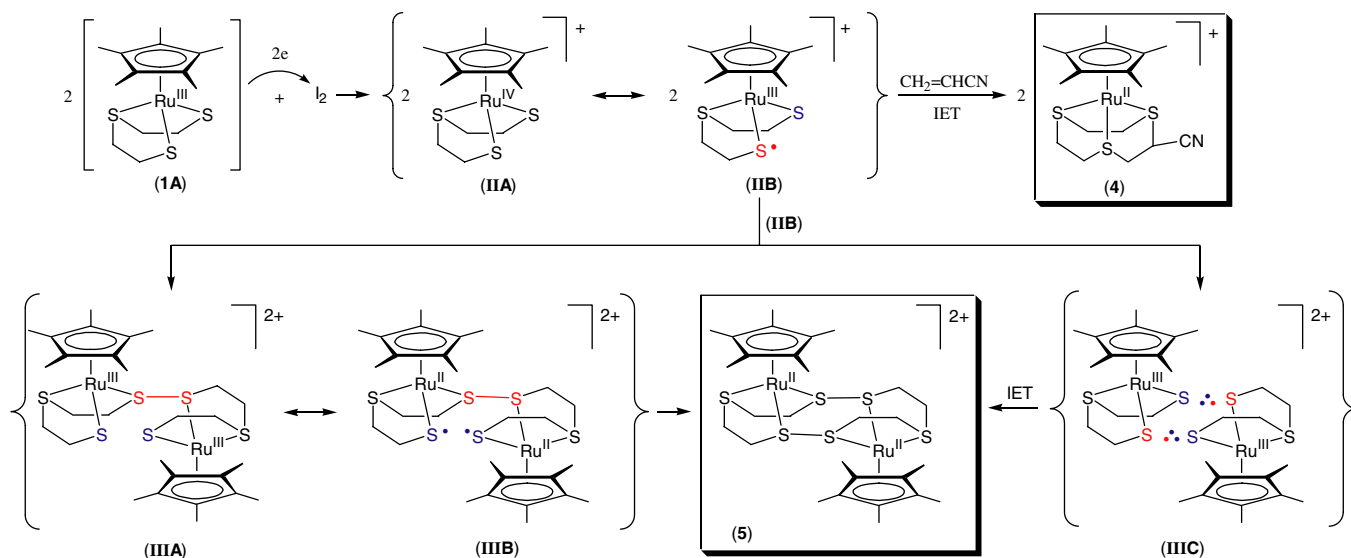 2 Ru III S S S (1A)
2e
+ I2
2 Ru IV S S S + (IIA)
2 Ru III S S• + (IIB)
CH2=CHCN
IET
2 Ru II S S S CN + (4)
(IIB)
Ru III S S S S S S Ru III 2+ (IIIA)
Ru II S S S S• •S S Ru II 2+ (IIIB)
Ru II S S S S S S Ru II 2+ (5)
IET
Ru III S S S S S S Ru III 2+ (IIIC)